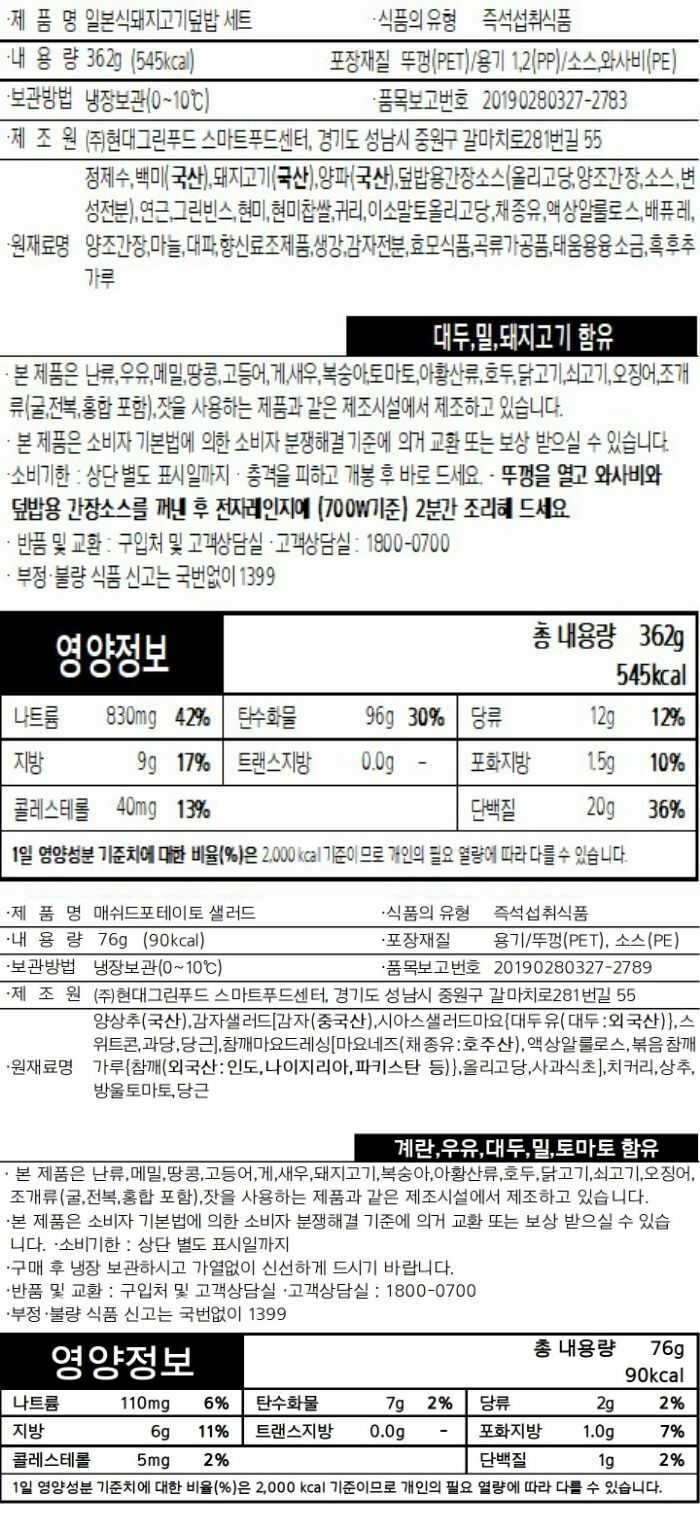 ·제 품 명 일본식돼지고기덮밥 세트 ·식품의 유형 즉석섭취식품
·내 용 량 362g (545kcal) 포장재질 뚜껑(PET)/용기 1,2(PP)/소스,와사비(PE)
·보관방법 냉장보관(0~10℃) ·품목보고번호 20190280327-2783
·제 조 원 (주)현대그린푸드 스마트푸드센터, 경기도 성남시 중원구 갈마치로281번길 55
정제수,백미(국산),돼지고기(국산),양파(국산),덮밥용간장소스(올리고당,양조간장,소스,변
성전분),연근,그린빈스,현미,현미찹쌀,귀리,이소말토올리고당,채종유,액상알룰로스,배퓨레,
·원재료명 양조간장,마늘,대파,향신료조제품,생강,감자전분,효모식품,곡류가공품,태움용융소금,흑후추
가루
대두,밀,돼지고기 함유
· 본 제품은 난류,우유,메밀,땅콩,고등어,게,새우,복숭아,토마토,아황산류,호두,닭고기,쇠고기,오징어,조개
류(굴,전복,홍합 포함),잣을 사용하는 제품과 같은 제조시설에서 제조하고 있습니다.
· 본 제품은 소비자 기본법에 의한 소비자 분쟁해결기준에 의거 교환 또는 보상 받으실 수 있습니다.
·소비기한 : 상단 별도 표시일까지 · 충격을 피하고 개봉 후 바로 드세요. · 뚜껑을 열고 와사비와
덮밥용 간장소스를 꺼낸 후 전자레인지에 (700W기준) 2분간 조리해 드세요.
· 반품 및 교환 : 구입처 및 고객상담실 ·고객상담실 : 1800-0700
· 부정·불량 식품 신고는 국번없이 1399
영양정보 총 내용량 362g
545kcal
나트륨 830mg 42% 탄수화물 96g 30% 당류 12g 12%
지방 9g 17% 트랜스지방 0.0g - 포화지방 1.5g 10%
콜레스테롤 40mg 13% 단백질 20g 36%
1일 영양성분 기준치에 대한 비율(%)은 2,000 kcal 기준이므로 개인의 필요 열량에 따라 다를 수 있습니다.
·제 품 명 매쉬드포테이토 샐러드 ·식품의 유형 즉석섭취식품
·내 용 량 76g (90kcal) ·포장재질 용기/뚜껑(PET), 소스(PE)
·보관방법 냉장보관(0~10℃) ·품목보고번호 20190280327-2789
·제 조 원 (주)현대그린푸드 스마트푸드센터, 경기도 성남시 중원구 갈마치로281번길 55
양상추(국산),감자샐러드[감자(중국산),시아스샐러드마요{대두유(대두:외국산)},스
위트콘,과당,당근],참깨마요드레싱[마요네즈(채종유:호주산),액상알룰로스,볶음참깨
·원재료명 가루{참깨(외국산:인도,나이지리아,파키스탄 등)},올리고당,사과식초],치커리,상추,
방울토마토,당근
계란,우유,대두,밀,토마토 함유
· 본 제품은 난류,메밀,땅콩,고등어,게,새우,돼지고기,복숭아,아황산류,호두,닭고기,쇠고기,오징어,
조개류(굴,전복,홍합 포함),잣을 사용하는 제품과 같은 제조시설에서 제조하고 있습니다.
·본 제품은 소비자 기본법에 의한 소비자 분쟁해결 기준에 의거 교환 또는 보상 받으실 수 있습
니다. ·소비기한 : 상단 별도 표시일까지
·구매 후 냉장 보관하시고 가열없이 신선하게 드시기 바랍니다.
·반품 및 교환 : 구입처 및 고객상담실 ·고객상담실 : 1800-0700
·부정·불량 식품 신고는 국번없이 1399
영양정보 총 내용량 76g
90kcal
나트륨 110mg 6% 탄수화물 7g 2% 당류 2g 2%
지방 6g 11% 트랜스지방 0.0g - 포화지방 1.0g 7%
콜레스테롤 5mg 2% 단백질 1g 2%
1일 영양성분 기준치에 대한 비율(%)은 2,000 kcal 기준이므로 개인의 필요 열량에 따라 다를 수 있습니다.